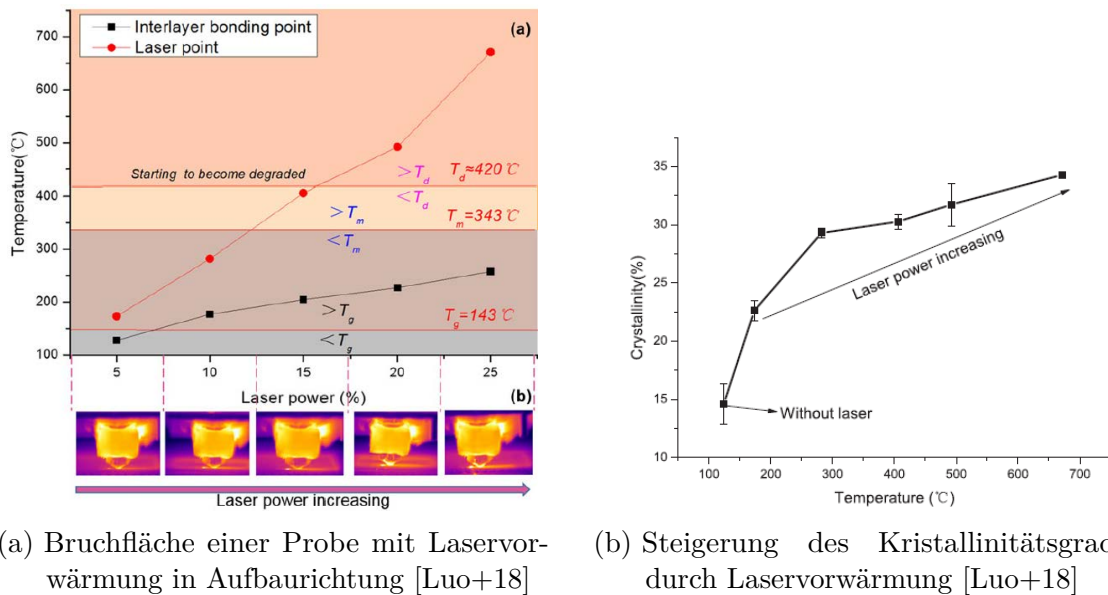 (a)
Interlayer bonding point
Laser point
700
600
500
400
300
200
100
Temperature(℃)
Starting to become degraded
>T_d
T_d≈420 ℃
<T_d
>T_m
T_m=343℃
<T_m
>T_g
T_g=143℃
<T_g
5
10
15
20
25
Laser power (%)
(b)
Laser power increasing
35
30
25
20
15
10
Crystallinity(%)
Laser power increasing
Without laser
100
200
300
400
500
600
700
Temperature (℃)
(a) Bruchfläche einer Probe mit Laservor-
wärmung in Aufbaurichtung [Luo+18]
(b) Steigerung des Kristallinitätsgrad
durch Laservorwärmung [Luo+18]